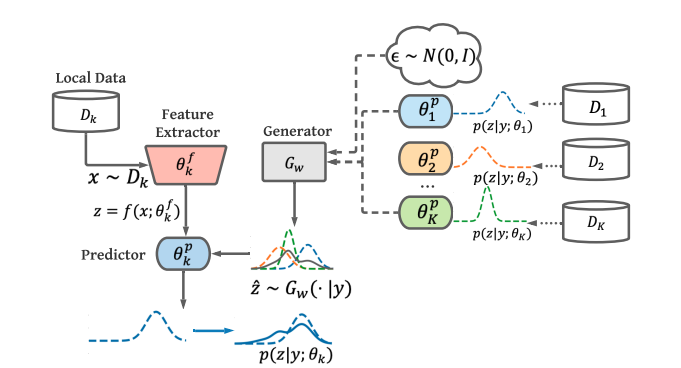 ϵ ~ N(0, I)
Local Data
D_k
Feature
Extractor
Generator
θ_1^p
p(z|y; θ_1)
D_1
θ_k^f
G_w
x ~ D_k
θ_2^p
p(z|y; θ_2)
D_2
...
z = f(x; θ_k^f)
θ_K^p
p(z|y; θ_K)
D_K
Predictor
θ_k^p
ẑ ~ G_w(· |y)
p(z|y; θ_k)